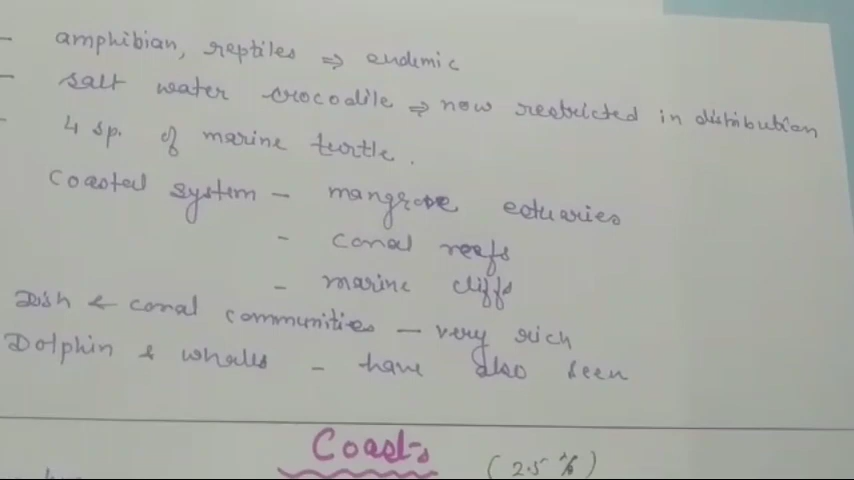 - amphibian, reptiles ⇒ endemic
- salt water crocodile ⇒ now restricted in distribution
- 4 sp. of marine turtle.
Coastal system - mangrove estuaries
- coral reefs
- marine cliffs
Fish & coral communities - very rich
Dolphin & whales - have also seen
Coasts (2.5 %)